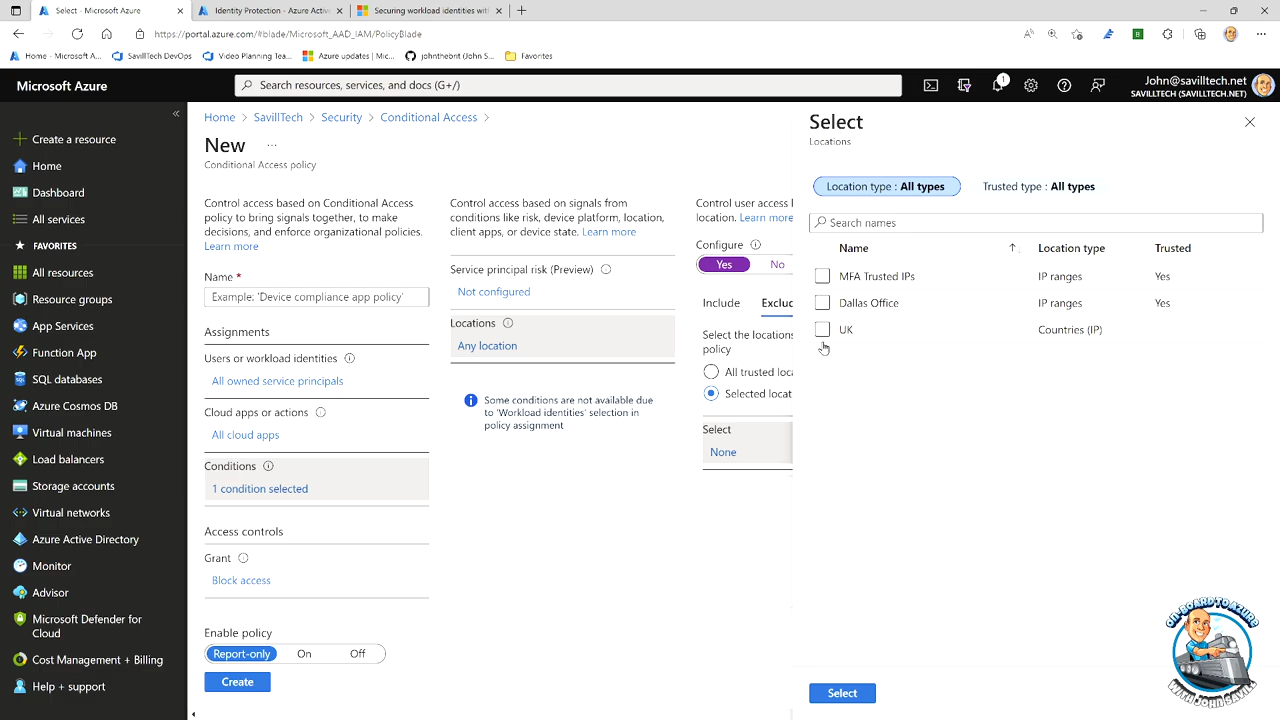 Select - Microsoft Azure
Identity Protection - Azure Activ
Securing workload identities with
https://portal.azure.com/#blade/Microsoft_AAD_IAM/PolicyBlade
Home - Microsoft A...
SavillTech DevOps
Video Planning Tea...
Azure updates | Mic...
johnthebrit (John S...
Favorites
Microsoft Azure
Search resources, services, and docs (G+/)
1
John@savilltech.net
SAVILLTECH (SAVILLTECH.NET)
Create a resource
Home
Dashboard
All services
FAVORITES
All resources
Resource groups
App Services
Function App
SQL databases
Azure Cosmos DB
Virtual machines
Load balancers
Storage accounts
Virtual networks
Azure Active Directory
Monitor
Advisor
Microsoft Defender for
Cloud
Cost Management + Billing
Help + support
Home > SavillTech > Security > Conditional Access >
New ...
Conditional Access policy
Control access based on Conditional Access
policy to bring signals together, to make
decisions, and enforce organizational policies.
Learn more
Name *
Example: 'Device compliance app policy'
Assignments
Users or workload identities
All owned service principals
Cloud apps or actions
All cloud apps
Conditions
1 condition selected
Access controls
Grant
Block access
Enable policy
Report-only On Off
Create
Control access based on signals from
conditions like risk, device platform, location,
client apps, or device state. Learn more
Service principal risk (Preview)
Not configured
Locations
Any location
Some conditions are not available due
to 'Workload identities' selection in
policy assignment
Control user access
location. Learn more
Configure
Yes No
Include Exclu
Select the locations
policy
All trusted loca
Selected locat
Select
None
Select
Locations
Location type : All types Trusted type : All types
Search names
Name Location type Trusted
MFA Trusted IPs IP ranges Yes
Dallas Office IP ranges Yes
UK Countries (IP)
Select
ON-BOARD TO AZURE
WITH JOHN SAVILL